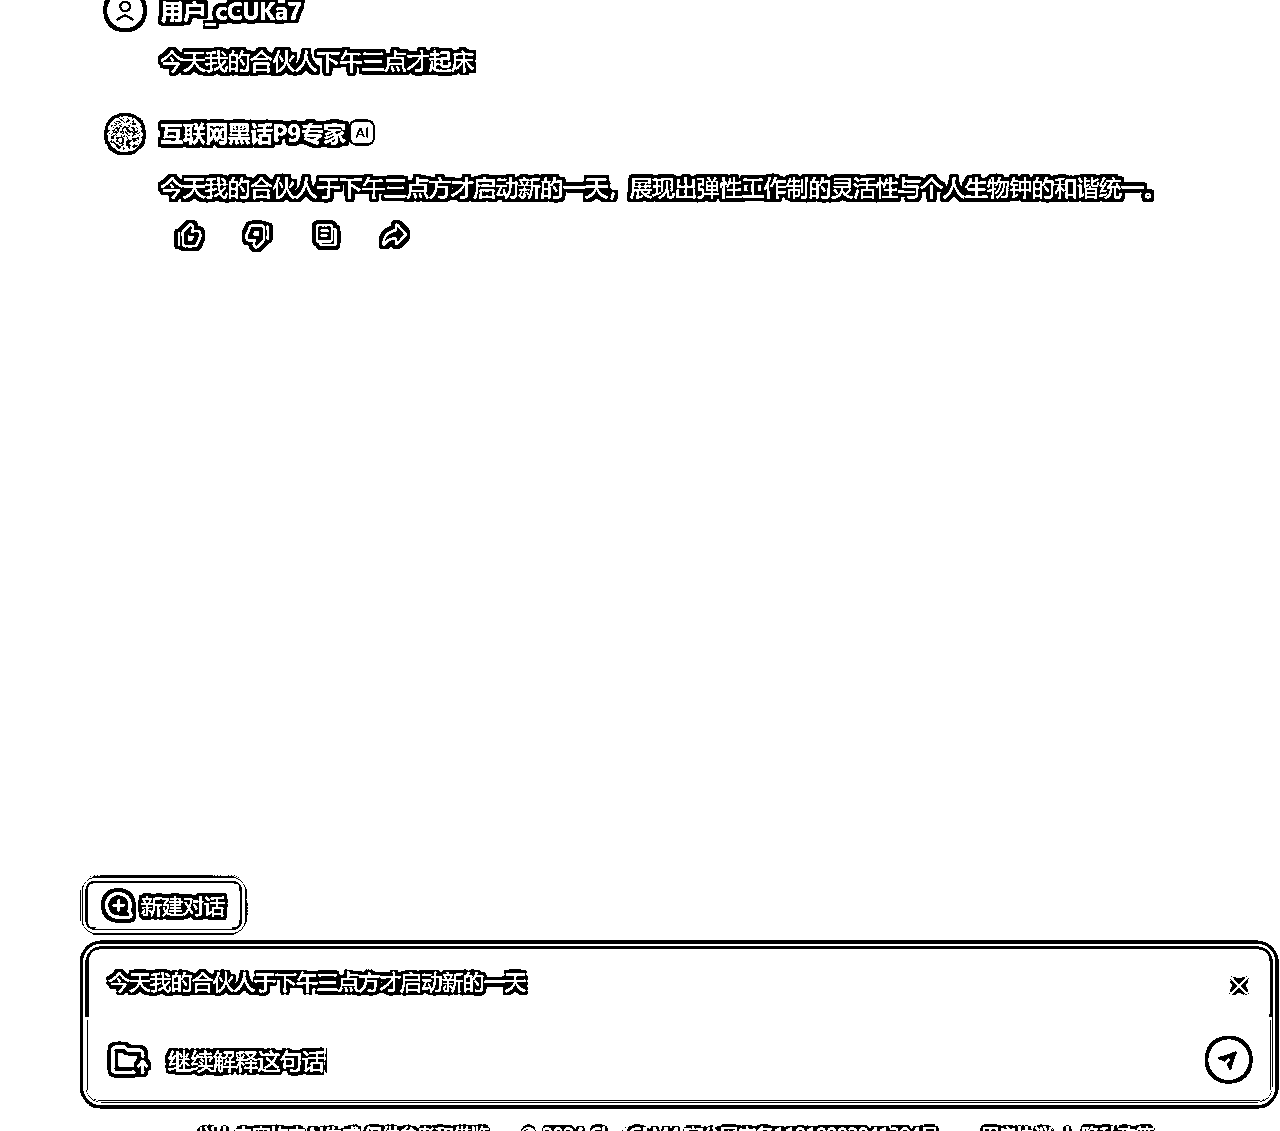 用户_cCUKa7
今天我的合伙人下午三点才起床
互联网黑话P9专家 AI
今天我的合伙人于下午三点方才启动新的一天，展现出弹性工作制的灵活性与个人生物钟的和谐统一。
新建对话
今天我的合伙人于下午三点方才启动新的一天
继续解释这句话